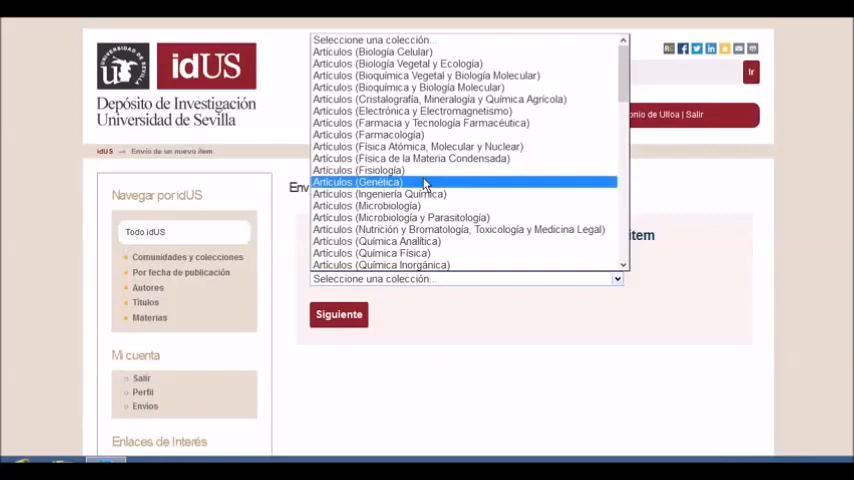 UNIVERSIDAD DE SEVILLA
idUS
Depósito de Investigación
Universidad de Sevilla
Ir
onio de Ulloa | Salir
idUS → Envío de un nuevo ítem
Navegar por idUS
Todo idUS
Comunidades y colecciones
Por fecha de publicación
Autores
Títulos
Materias
Mi cuenta
Salir
Perfil
Envíos
Enlaces de Interés
Env
ítem
Seleccione una colección...
Artículos (Biología Celular)
Artículos (Biología Vegetal y Ecología)
Artículos (Bioquímica Vegetal y Biología Molecular)
Artículos (Bioquímica y Biología Molecular)
Artículos (Cristalografía, Mineralogía y Química Agrícola)
Artículos (Electrónica y Electromagnetismo)
Artículos (Farmacia y Tecnología Farmacéutica)
Artículos (Farmacología)
Artículos (Física Atómica, Molecular y Nuclear)
Artículos (Física de la Materia Condensada)
Artículos (Fisiología)
Artículos (Genética)
Artículos (Ingeniería Química)
Artículos (Microbiología)
Artículos (Microbiología y Parasitología)
Artículos (Nutrición y Bromatología, Toxicología y Medicina Legal)
Artículos (Química Analítica)
Artículos (Química Física)
Artículos (Química Inorgánica)
Seleccione una colección...
Siguiente